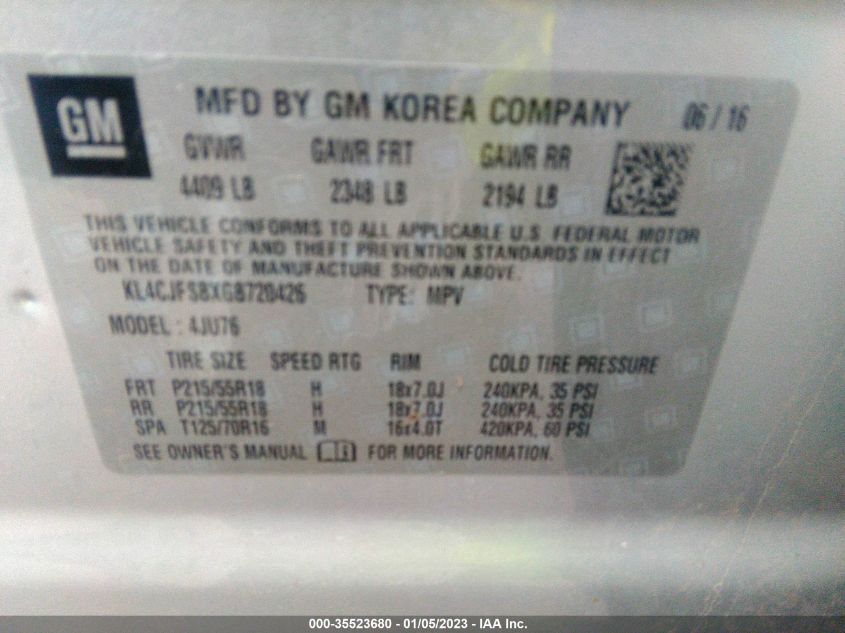 GM
MFD BY GM KOREA COMPANY 06/16
GVWR GAWR FRT GAWR RR
4409 LB 2348 LB 2194 LB
THIS VEHICLE CONFORMS TO ALL APPLICABLE U.S. FEDERAL MOTOR
VEHICLE SAFETY AND THEFT PREVENTION STANDARDS IN EFFECT
ON THE DATE OF MANUFACTURE SHOWN ABOVE.
KL4CJFSBXGB720426 TYPE: MPV
MODEL: 4JU76
TIRE SIZE SPEED RTG RIM COLD TIRE PRESSURE
FRT P215/55R18 H 18x7.0J 240KPA, 35 PSI
RR P215/55R18 H 18x7.0J 240KPA, 35 PSI
SPA T125/70R16 M 16x4.0T 420KPA, 60 PSI
SEE OWNER'S MANUAL FOR MORE INFORMATION.
000-35523680 - 01/05/2023 - IAA Inc.